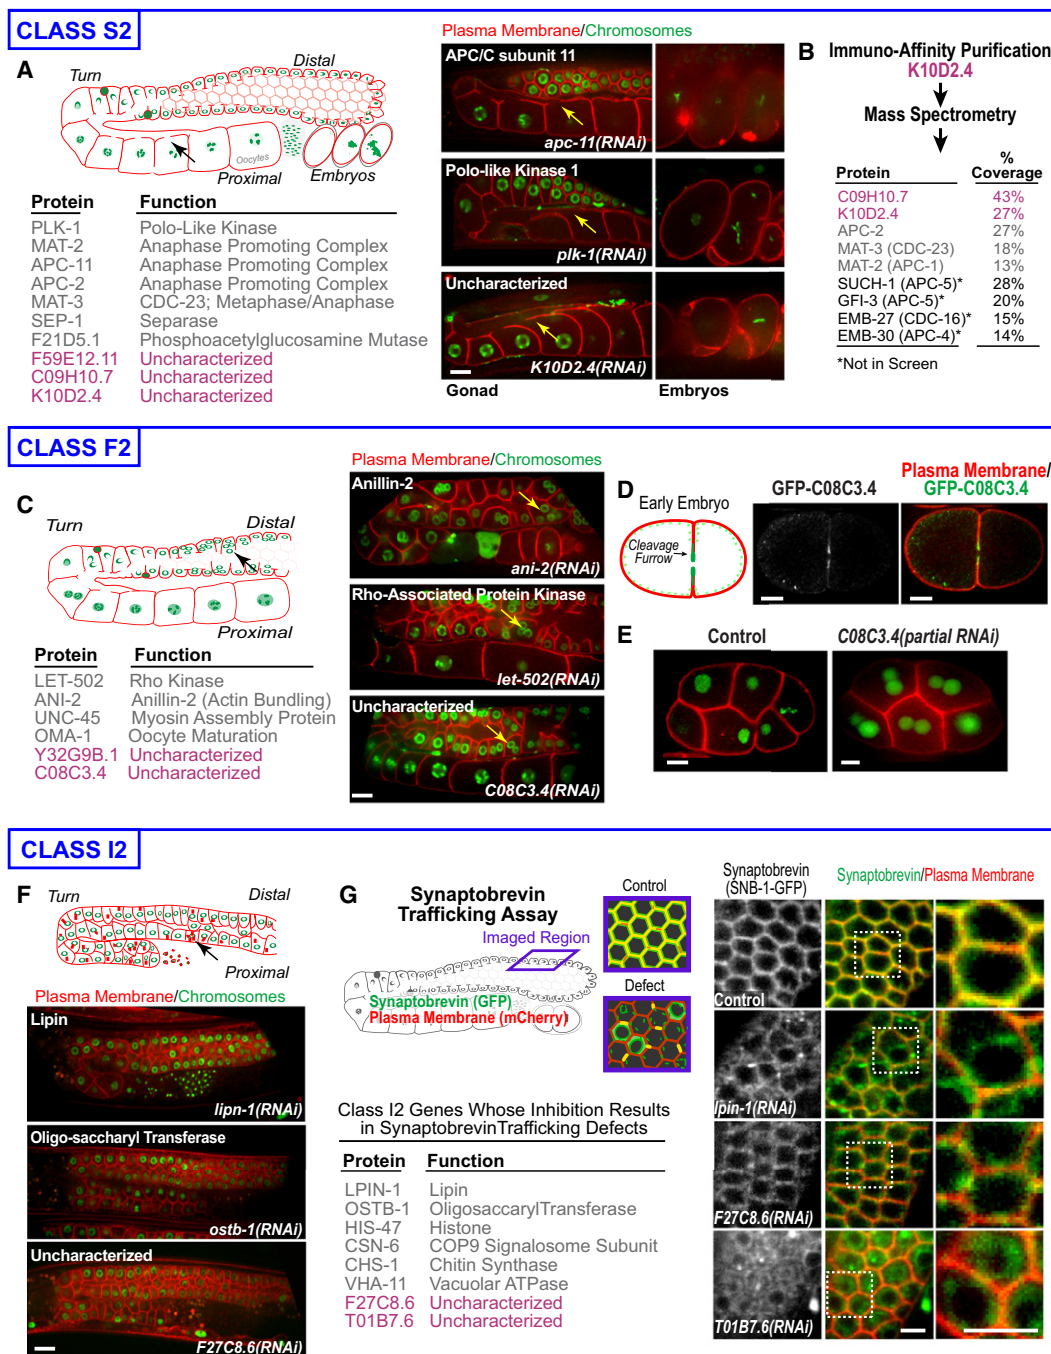 CLASS S2
A
Turn
Distal
Oocytes
Proximal
Embryos
Protein Function
PLK-1 Polo-Like Kinase
MAT-2 Anaphase Promoting Complex
APC-11 Anaphase Promoting Complex
APC-2 Anaphase Promoting Complex
MAT-3 CDC-23; Metaphase/Anaphase
SEP-1 Separase
F21D5.1 Phosphoacetylglucosamine Mutase
F59E12.11 Uncharacterized
C09H10.7 Uncharacterized
K10D2.4 Uncharacterized
Plasma Membrane/Chromosomes
APC/C subunit 11
apc-11(RNAi)
Polo-like Kinase 1
plk-1(RNAi)
Uncharacterized
K10D2.4(RNAi)
Gonad Embryos
B
Immuno-Affinity Purification
K10D2.4
Mass Spectrometry
Protein % Coverage
C09H10.7 43%
K10D2.4 27%
APC-2 27%
MAT-3 (CDC-23) 18%
MAT-2 (APC-1) 13%
SUCH-1 (APC-5)* 28%
GFI-3 (APC-5)* 20%
EMB-27 (CDC-16)* 15%
EMB-30 (APC-4)* 14%
*Not in Screen
CLASS F2
C
Turn
Distal
Proximal
Protein Function
LET-502 Rho Kinase
ANI-2 Anillin-2 (Actin Bundling)
UNC-45 Myosin Assembly Protein
OMA-1 Oocyte Maturation
Y32G9B.1 Uncharacterized
C08C3.4 Uncharacterized
Plasma Membrane/Chromosomes
Anillin-2
ani-2(RNAi)
Rho-Associated Protein Kinase
let-502(RNAi)
Uncharacterized
C08C3.4(RNAi)
D
Early Embryo
Cleavage
Furrow
GFP-C08C3.4
Plasma Membrane/
GFP-C08C3.4
E
Control
C08C3.4(partial RNAi)
CLASS I2
F
Turn
Distal
Proximal
Plasma Membrane/Chromosomes
Lipin
lipn-1(RNAi)
Oligo-saccharyl Transferase
ostb-1(RNAi)
Uncharacterized
F27C8.6(RNAi)
G
Synaptobrevin
Trafficking Assay
Imaged Region
Synaptobrevin (GFP)
Plasma Membrane (mCherry)
Control
Defect
Class I2 Genes Whose Inhibition Results
in SynaptobrevinTrafficking Defects
Protein Function
LPIN-1 Lipin
OSTB-1 OligosaccarylTransferase
HIS-47 Histone
CSN-6 COP9 Signalosome Subunit
CHS-1 Chitin Synthase
VHA-11 Vacuolar ATPase
F27C8.6 Uncharacterized
T01B7.6 Uncharacterized
Synaptobrevin
(SNB-1-GFP)
Synaptobrevin/Plasma Membrane
Control
lpin-1(RNAi)
F27C8.6(RNAi)
T01B7.6(RNAi)